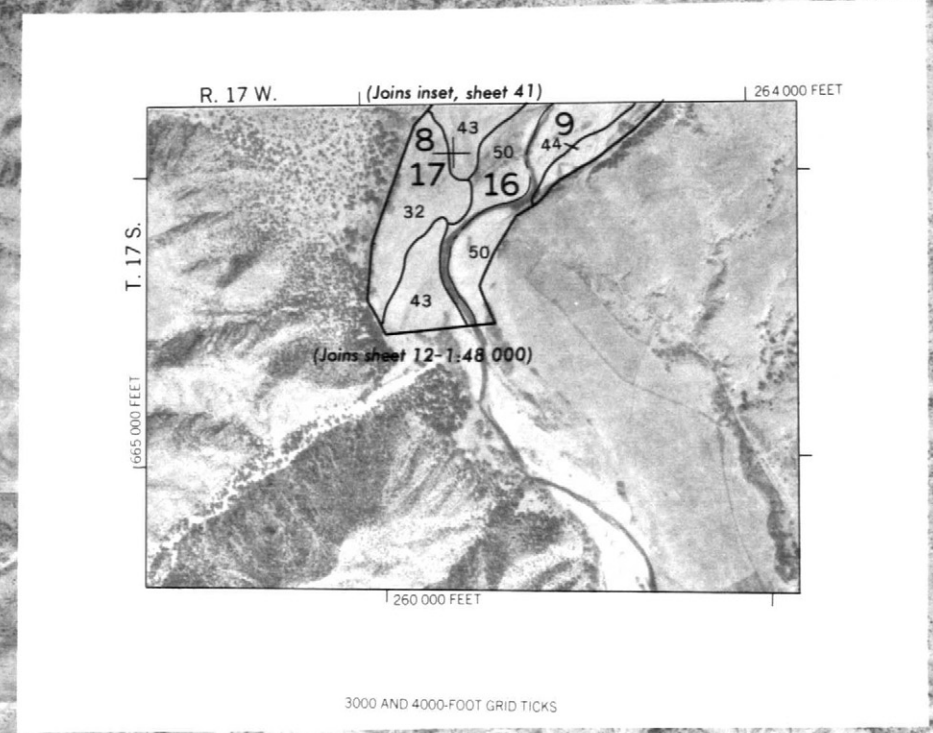 R. 17 W.
(Joins inset, sheet 41)
264 000 FEET
8
43
9
50
44
17
16
32
T. 17 S.
50
43
(Joins sheet 12-1:48 000)
665 000 FEET
260 000 FEET
3000 AND 4000-FOOT GRID TICKS